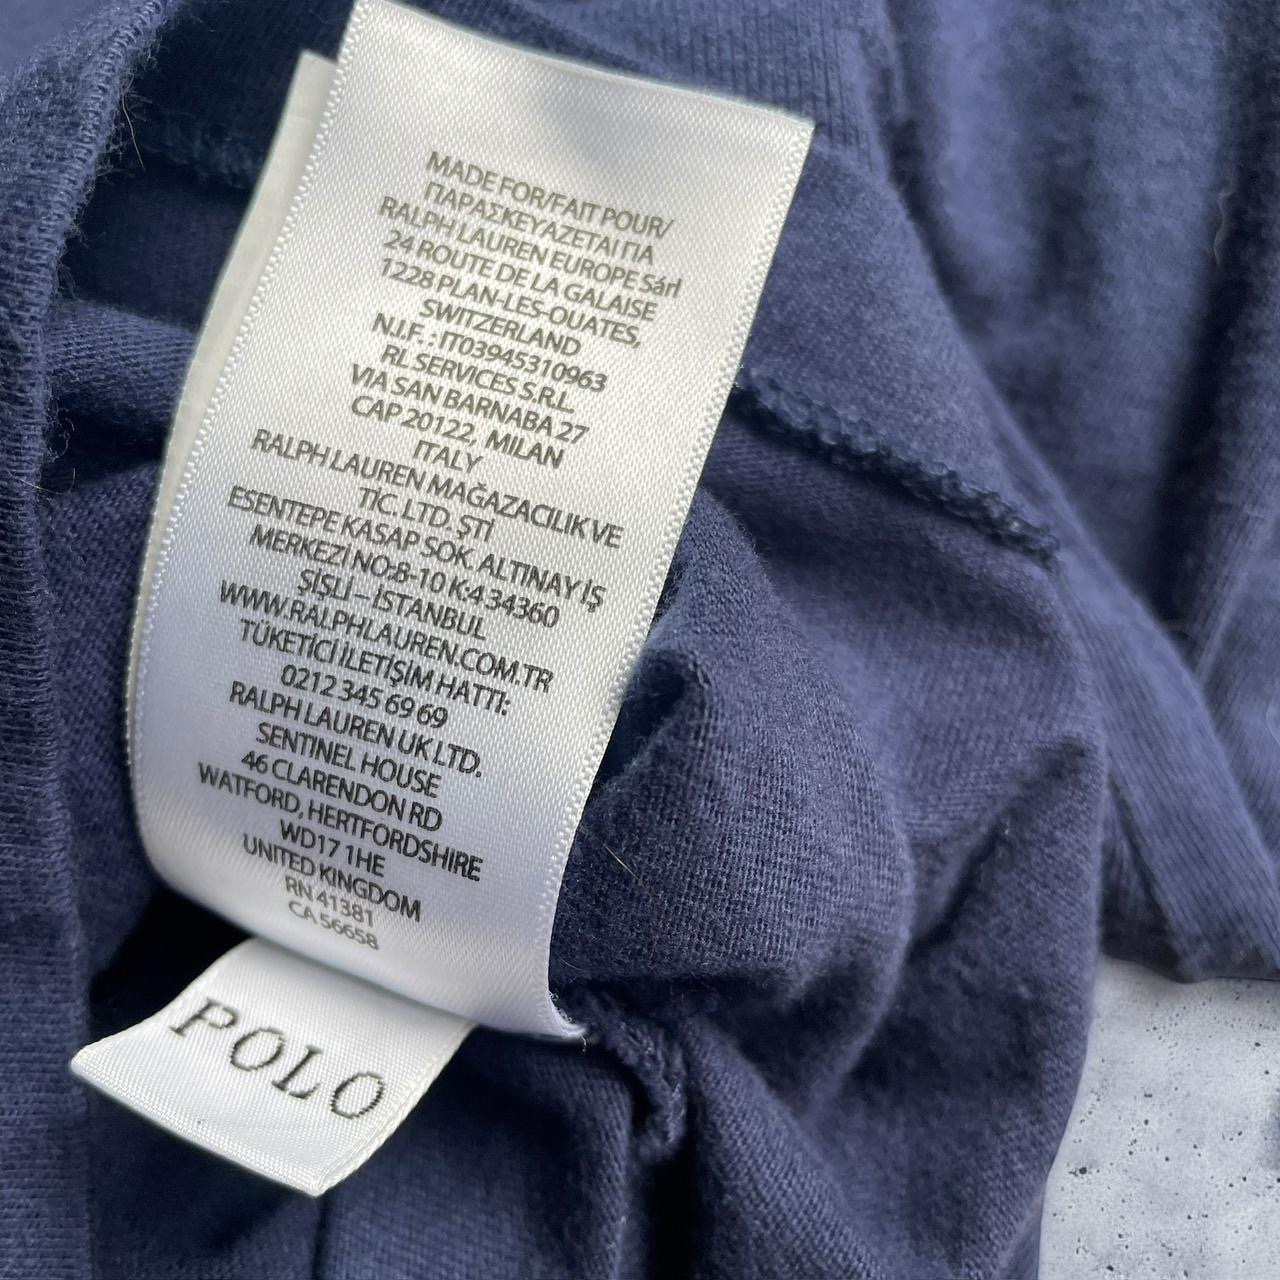 MADE FOR/FAIT POUR/
ΠΑΡΑΣΚΕΥΑΖΕΤΑΙ ΓΙΑ
RALPH LAUREN EUROPE Sárl
24 ROUTE DE LA GALAISE
1228 PLAN-LES-OUATES,
SWITZERLAND
N.I.F. : IT03945310963
RL SERVICES S.R.L.
VIA SAN BARNABA 27
CAP 20122, MILAN
ITALY
RALPH LAUREN MAĞAZACILIK VE
TİC. LTD. ŞTİ
ESENTEPE KASAP SOK. ALTINAY İŞ
MERKEZİ NO:8-10 K:4 34360
ŞİŞLİ – İSTANBUL
WWW.RALPHLAUREN.COM.TR
TÜKETİCİ İLETİŞİM HATTI:
0212 345 69 69
RALPH LAUREN UK LTD.
SENTINEL HOUSE
46 CLARENDON RD
WATFORD, HERTFORDSHIRE
WD17 1HE
UNITED KINGDOM
RN 41381
CA 56658
POLO